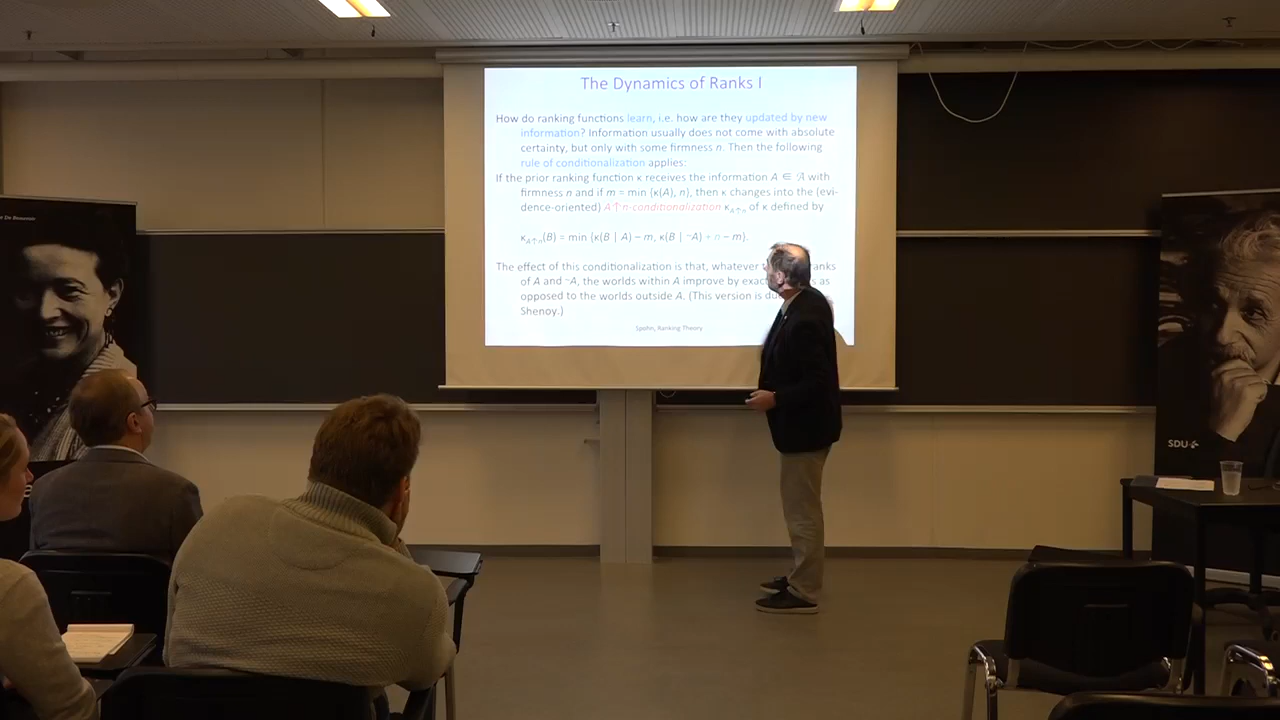 The Dynamics of Ranks I
How do ranking functions learn, i.e. how are they updated by new
information? Information usually does not come with absolute
certainty, but only with some firmness n. Then the following
rule of conditionalization applies:
If the prior ranking function κ receives the information A ∈ 𝒜 with
firmness n and if m = min {κ(A), n}, then κ changes into the (evi-
dence-oriented) A↑n-conditionalization κA↑n of κ defined by
κA↑n(B) = min {κ(B | A) – m, κ(B | ¬A) + n – m}.
The effect of this conditionalization is that, whatever ranks
of A and ¬A, the worlds within A improve by as
opposed to the worlds outside A. (This version is
Shenoy.)
Spohn, Ranking Theory
De Beauvoir
SDU